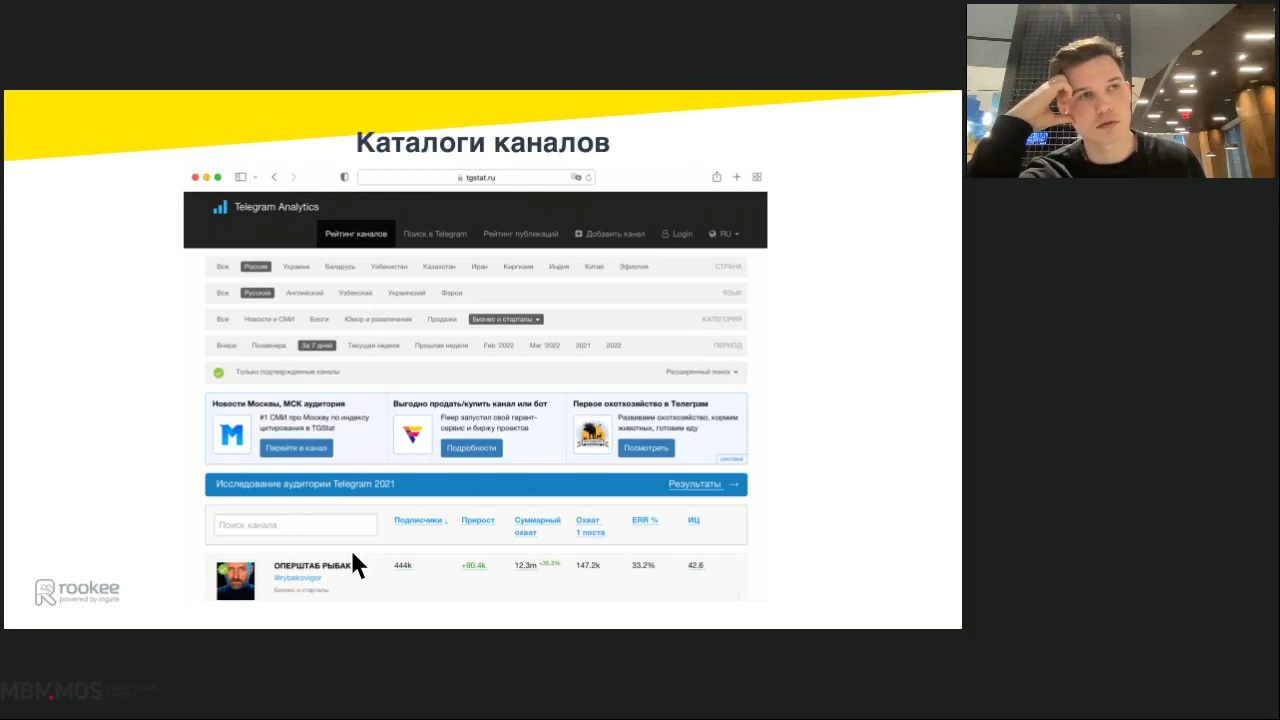 Каталоги каналов
tgstat.ru
Telegram Analytics
Рейтинг каналов Поиск в Telegram Рейтинг публикаций Добавить канал Login RU
Все Россия Украина Беларусь Узбекистан Казахстан Иран Киргизия Индия Китай Эфиопия СТРАНА
Все Русский Английский Узбекский Украинский Фарси ЯЗЫК
Все Новости и СМИ Блоги Юмор и развлечения Продажи Бизнес и стартапы КАТЕГОРИЯ
Вчера Позавчера За 7 дней Текущая неделя Прошлая неделя Feb '2022 Mar '2022 2021 2022 ПЕРИОД
Только подтвержденные каналы Расширенный поиск
Новости Москвы, МСК аудитория
#1 СМИ про Москву по индексу
цитирования в TGStat
Перейти в канал
Выгодно продать/купить канал или бот
Fleep запустил свой гарант-
сервис и биржу проектов
Подробности
Первое охотхозяйство в Телеграм
Развиваем охотхозяйство, кормим
животных, готовим еду
Посмотреть
реклама
Исследование аудитории Telegram 2021 Результаты →
Поиск канала
Подписчики ↓ Прирост Суммарный охват Охват 1 поста ERR % ИЦ
ОПЕРШТАБ РЫБАК 444k +90.4k 12.3m +35.3% 147.2k 33.2% 42.6
@rybakovigor
Бизнес и стартапы
rookee
powered by ingate
MBM.MOS